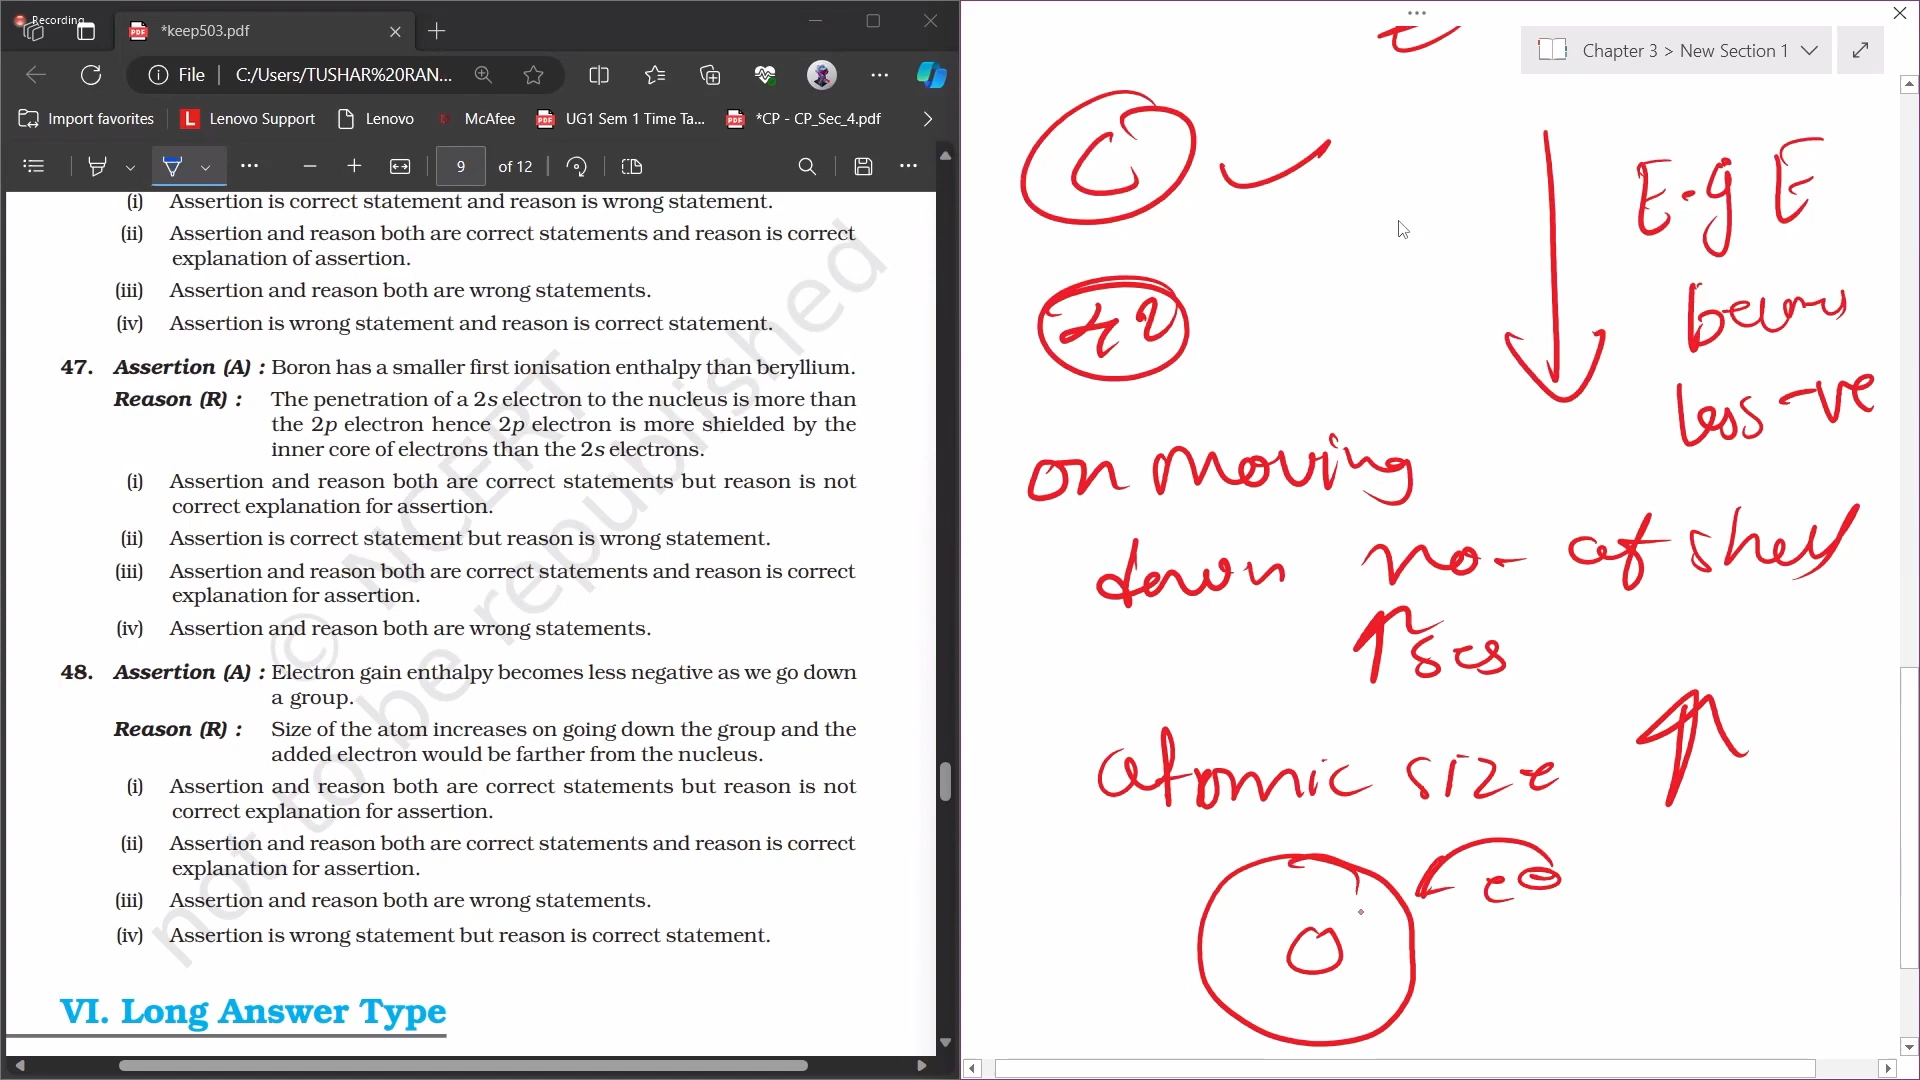 Recording
*keep503.pdf
File
C:/Users/TUSHAR%20RAN...
Import favorites
Lenovo Support
Lenovo
McAfee
UG1 Sem 1 Time Ta...
*CP - CP_Sec_4.pdf
9 of 12
(i) Assertion is correct statement and reason is wrong statement.
(ii) Assertion and reason both are correct statements and reason is correct
explanation of assertion.
(iii) Assertion and reason both are wrong statements.
(iv) Assertion is wrong statement and reason is correct statement.
47. Assertion (A) : Boron has a smaller first ionisation enthalpy than beryllium.
Reason (R) : The penetration of a 2s electron to the nucleus is more than
the 2p electron hence 2p electron is more shielded by the
inner core of electrons than the 2s electrons.
(i) Assertion and reason both are correct statements but reason is not
correct explanation for assertion.
(ii) Assertion is correct statement but reason is wrong statement.
(iii) Assertion and reason both are correct statements and reason is correct
explanation for assertion.
(iv) Assertion and reason both are wrong statements.
48. Assertion (A) : Electron gain enthalpy becomes less negative as we go down
a group.
Reason (R) : Size of the atom increases on going down the group and the
added electron would be farther from the nucleus.
(i) Assertion and reason both are correct statements but reason is not
correct explanation for assertion.
(ii) Assertion and reason both are correct statements and reason is correct
explanation for assertion.
(iii) Assertion and reason both are wrong statements.
(iv) Assertion is wrong statement but reason is correct statement.
© NCERT
not to be republished
VI. Long Answer Type
Chapter 3 > New Section 1
C
E.g E
less -ve
on moving
down no. of shell
atomic size
e